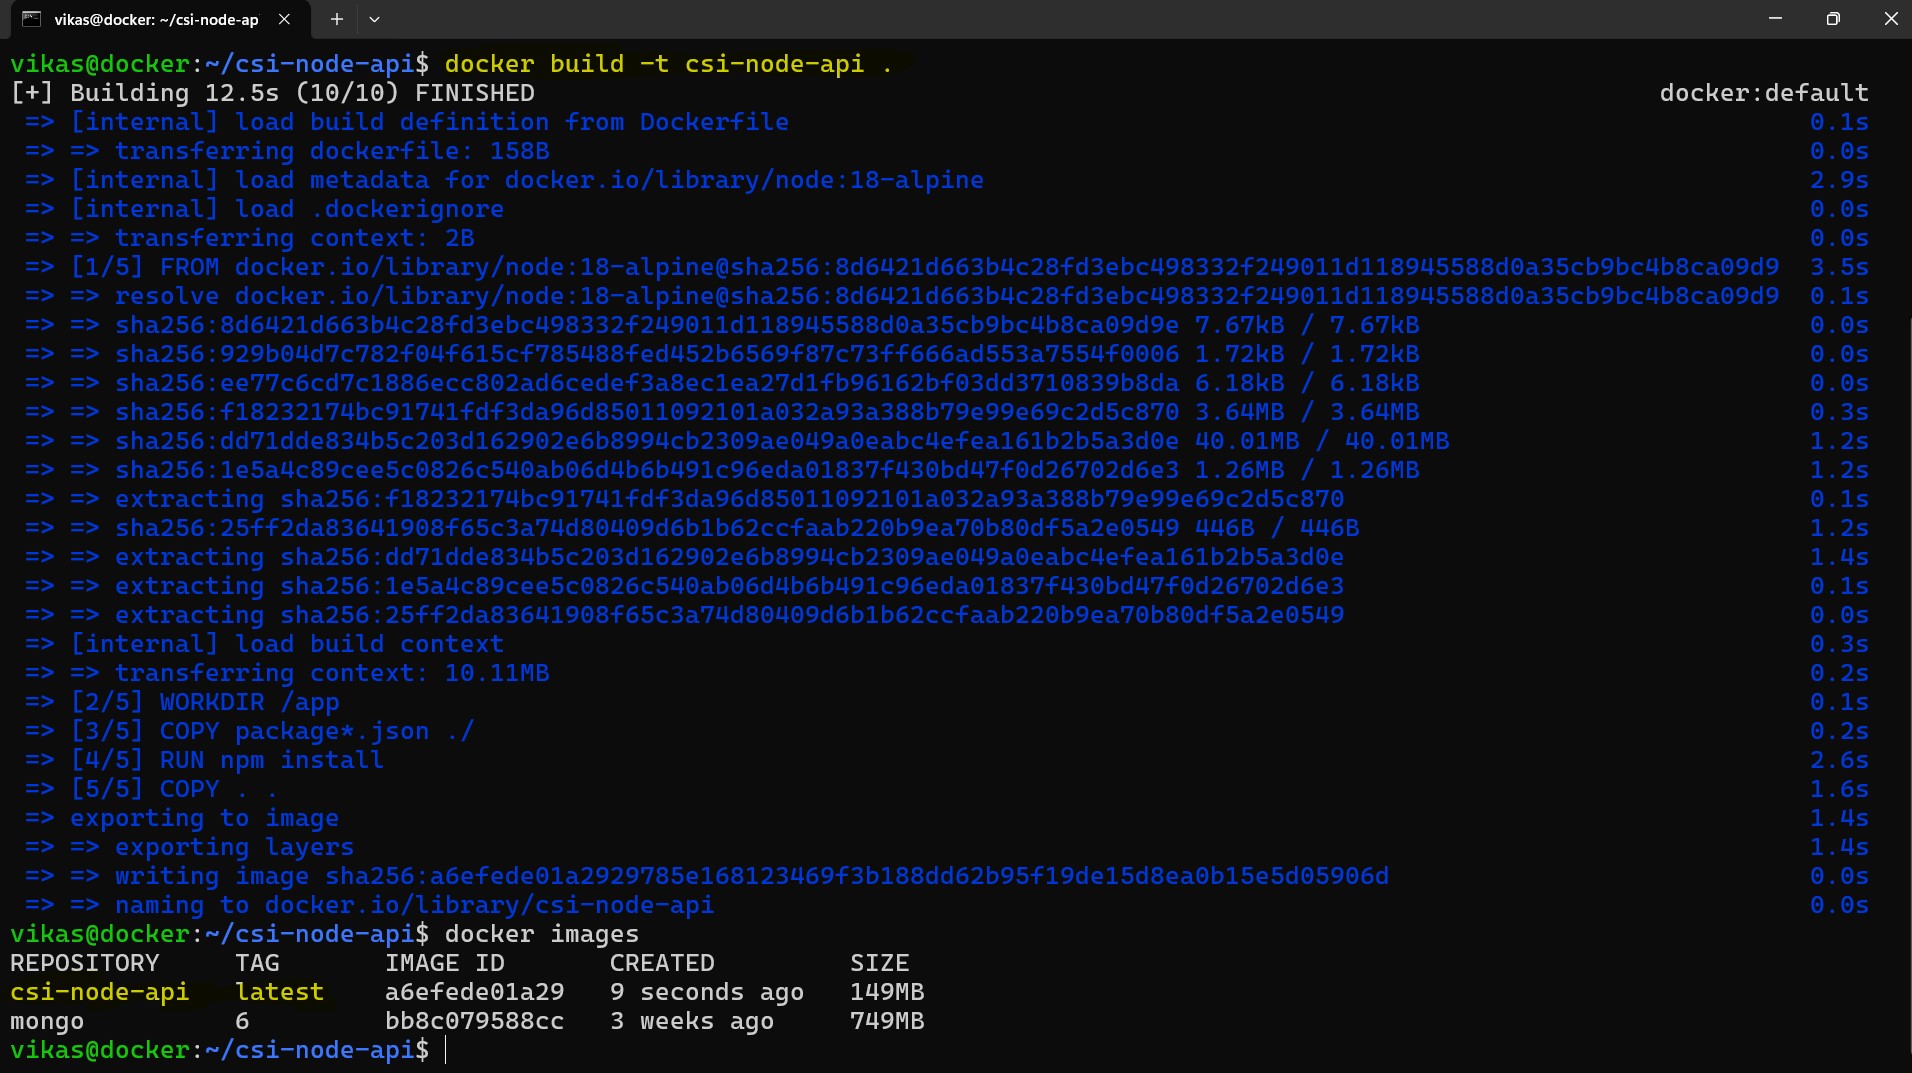 vikas@docker: ~/csi-node-ap
vikas@docker:~/csi-node-api$ docker build -t csi-node-api .
[+] Building 12.5s (10/10) FINISHED docker:default
=> [internal] load build definition from Dockerfile 0.1s
=> => transferring dockerfile: 158B 0.0s
=> [internal] load metadata for docker.io/library/node:18-alpine 2.9s
=> [internal] load .dockerignore 0.0s
=> => transferring context: 2B 0.0s
=> [1/5] FROM docker.io/library/node:18-alpine@sha256:8d6421d663b4c28fd3ebc498332f249011d118945588d0a35cb9bc4b8ca09d9 3.5s
=> => resolve docker.io/library/node:18-alpine@sha256:8d6421d663b4c28fd3ebc498332f249011d118945588d0a35cb9bc4b8ca09d9 0.1s
=> => sha256:8d6421d663b4c28fd3ebc498332f249011d118945588d0a35cb9bc4b8ca09d9e 7.67kB / 7.67kB 0.0s
=> => sha256:929b04d7c782f04f615cf785488fed452b6569f87c73ff666ad553a7554f0006 1.72kB / 1.72kB 0.0s
=> => sha256:ee77c6cd7c1886ecc802ad6cedef3a8ec1ea27d1fb96162bf03dd3710839b8da 6.18kB / 6.18kB 0.0s
=> => sha256:f18232174bc91741fdf3da96d85011092101a032a93a388b79e99e69c2d5c870 3.64MB / 3.64MB 0.3s
=> => sha256:dd71dde834b5c203d162902e6b8994cb2309ae049a0eabc4efea161b2b5a3d0e 40.01MB / 40.01MB 1.2s
=> => sha256:1e5a4c89cee5c0826c540ab06d4b6b491c96eda01837f430bd47f0d26702d6e3 1.26MB / 1.26MB 1.2s
=> => extracting sha256:f18232174bc91741fdf3da96d85011092101a032a93a388b79e99e69c2d5c870 0.1s
=> => sha256:25ff2da83641908f65c3a74d80409d6b1b62ccfaab220b9ea70b80df5a2e0549 446B / 446B 1.2s
=> => extracting sha256:dd71dde834b5c203d162902e6b8994cb2309ae049a0eabc4efea161b2b5a3d0e 1.4s
=> => extracting sha256:1e5a4c89cee5c0826c540ab06d4b6b491c96eda01837f430bd47f0d26702d6e3 0.1s
=> => extracting sha256:25ff2da83641908f65c3a74d80409d6b1b62ccfaab220b9ea70b80df5a2e0549 0.0s
=> [internal] load build context 0.3s
=> => transferring context: 10.11MB 0.2s
=> [2/5] WORKDIR /app 0.1s
=> [3/5] COPY package*.json ./ 0.2s
=> [4/5] RUN npm install 2.6s
=> [5/5] COPY . . 1.6s
=> exporting to image 1.4s
=> => exporting layers 1.4s
=> => writing image sha256:a6efede01a2929785e168123469f3b188dd62b95f19de15d8ea0b15e5d05906d 0.0s
=> => naming to docker.io/library/csi-node-api 0.0s
vikas@docker:~/csi-node-api$ docker images
REPOSITORY TAG IMAGE ID CREATED SIZE
csi-node-api latest a6efede01a29 9 seconds ago 149MB
mongo 6 bb8c079588cc 3 weeks ago 749MB
vikas@docker:~/csi-node-api$